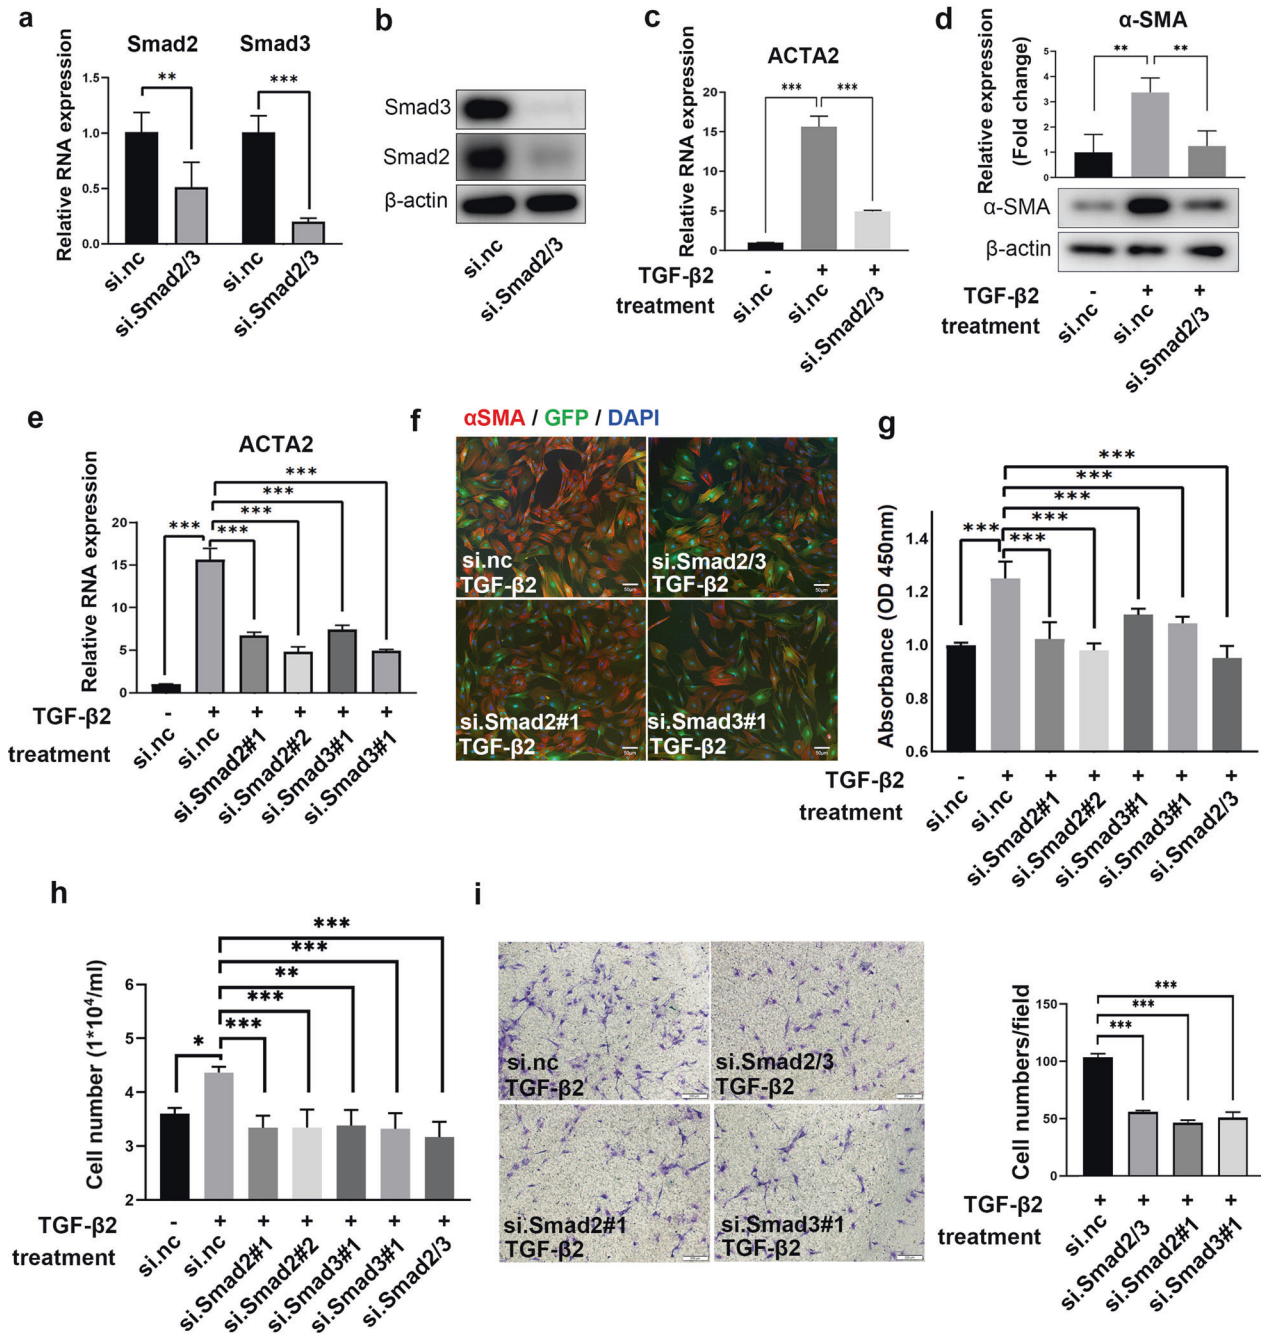 a
Smad2
Smad3
Relative RNA expression
1.5
1.0
0.5
0.0
**
***
si.nc
si.Smad2/3
si.nc
si.Smad2/3
b
Smad3
Smad2
β-actin
si.nc
si.Smad2/3
c
ACTA2
Relative RNA expression
20
15
10
5
0
***
***
TGF-β2
treatment
- + +
si.nc
si.nc
si.Smad2/3
d
α-SMA
Relative expression
(Fold change)
5
4
3
2
1
0
**
**
α-SMA
β-actin
TGF-β2
treatment
- + +
si.nc
si.nc
si.Smad2/3
e
ACTA2
Relative RNA expression
20
15
10
5
0
***
***
***
***
***
TGF-β2
treatment
- + + + + +
si.nc
si.nc
si.Smad2#1
si.Smad2#2
si.Smad3#1
si.Smad3#1
f
αSMA / GFP / DAPI
si.nc
TGF-β2
50μm
si.Smad2/3
TGF-β2
50μm
si.Smad2#1
TGF-β2
50μm
si.Smad3#1
TGF-β2
50μm
g
Absorbance (OD 450nm)
1.4
1.2
1.0
0.8
0.6
***
***
***
***
***
***
TGF-β2
treatment
- + + + + + +
si.nc
si.nc
si.Smad2#1
si.Smad2#2
si.Smad3#1
si.Smad3#1
si.Smad2/3
h
Cell number (1*10⁴/ml)
6
5
4
3
2
***
***
**
***
***
*
TGF-β2
treatment
- + + + + + +
si.nc
si.nc
si.Smad2#1
si.Smad2#2
si.Smad3#1
si.Smad3#1
si.Smad2/3
i
si.nc
TGF-β2
si.Smad2/3
TGF-β2
si.Smad2#1
TGF-β2
si.Smad3#1
TGF-β2
Cell numbers/field
150
100
50
0
***
***
***
TGF-β2
treatment
+ + + +
si.nc
si.Smad2/3
si.Smad2#1
si.Smad3#1